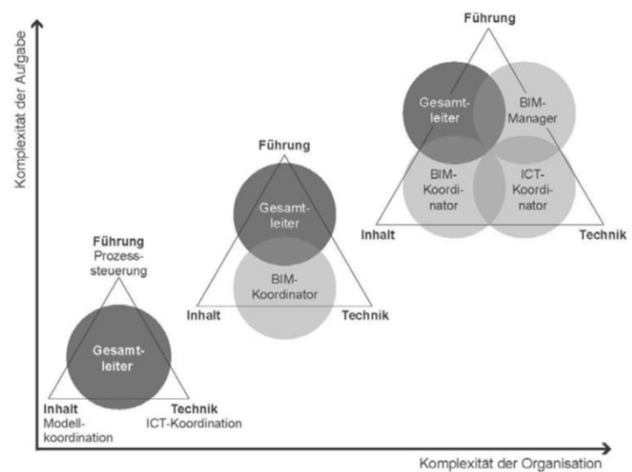 Komplexität der Aufgabe
Führung
Gesamt-
leiter
BIM-
Manager
BIM-
Koordi-
nator
ICT-
Koordi-
nator
Inhalt
Technik
Führung
Gesamt-
leiter
BIM-
Koordinator
Inhalt
Technik
Führung
Prozess-
steuerung
Gesamt-
leiter
Inhalt
Modell-
koordination
Technik
ICT-Koordination
Komplexität der Organisation